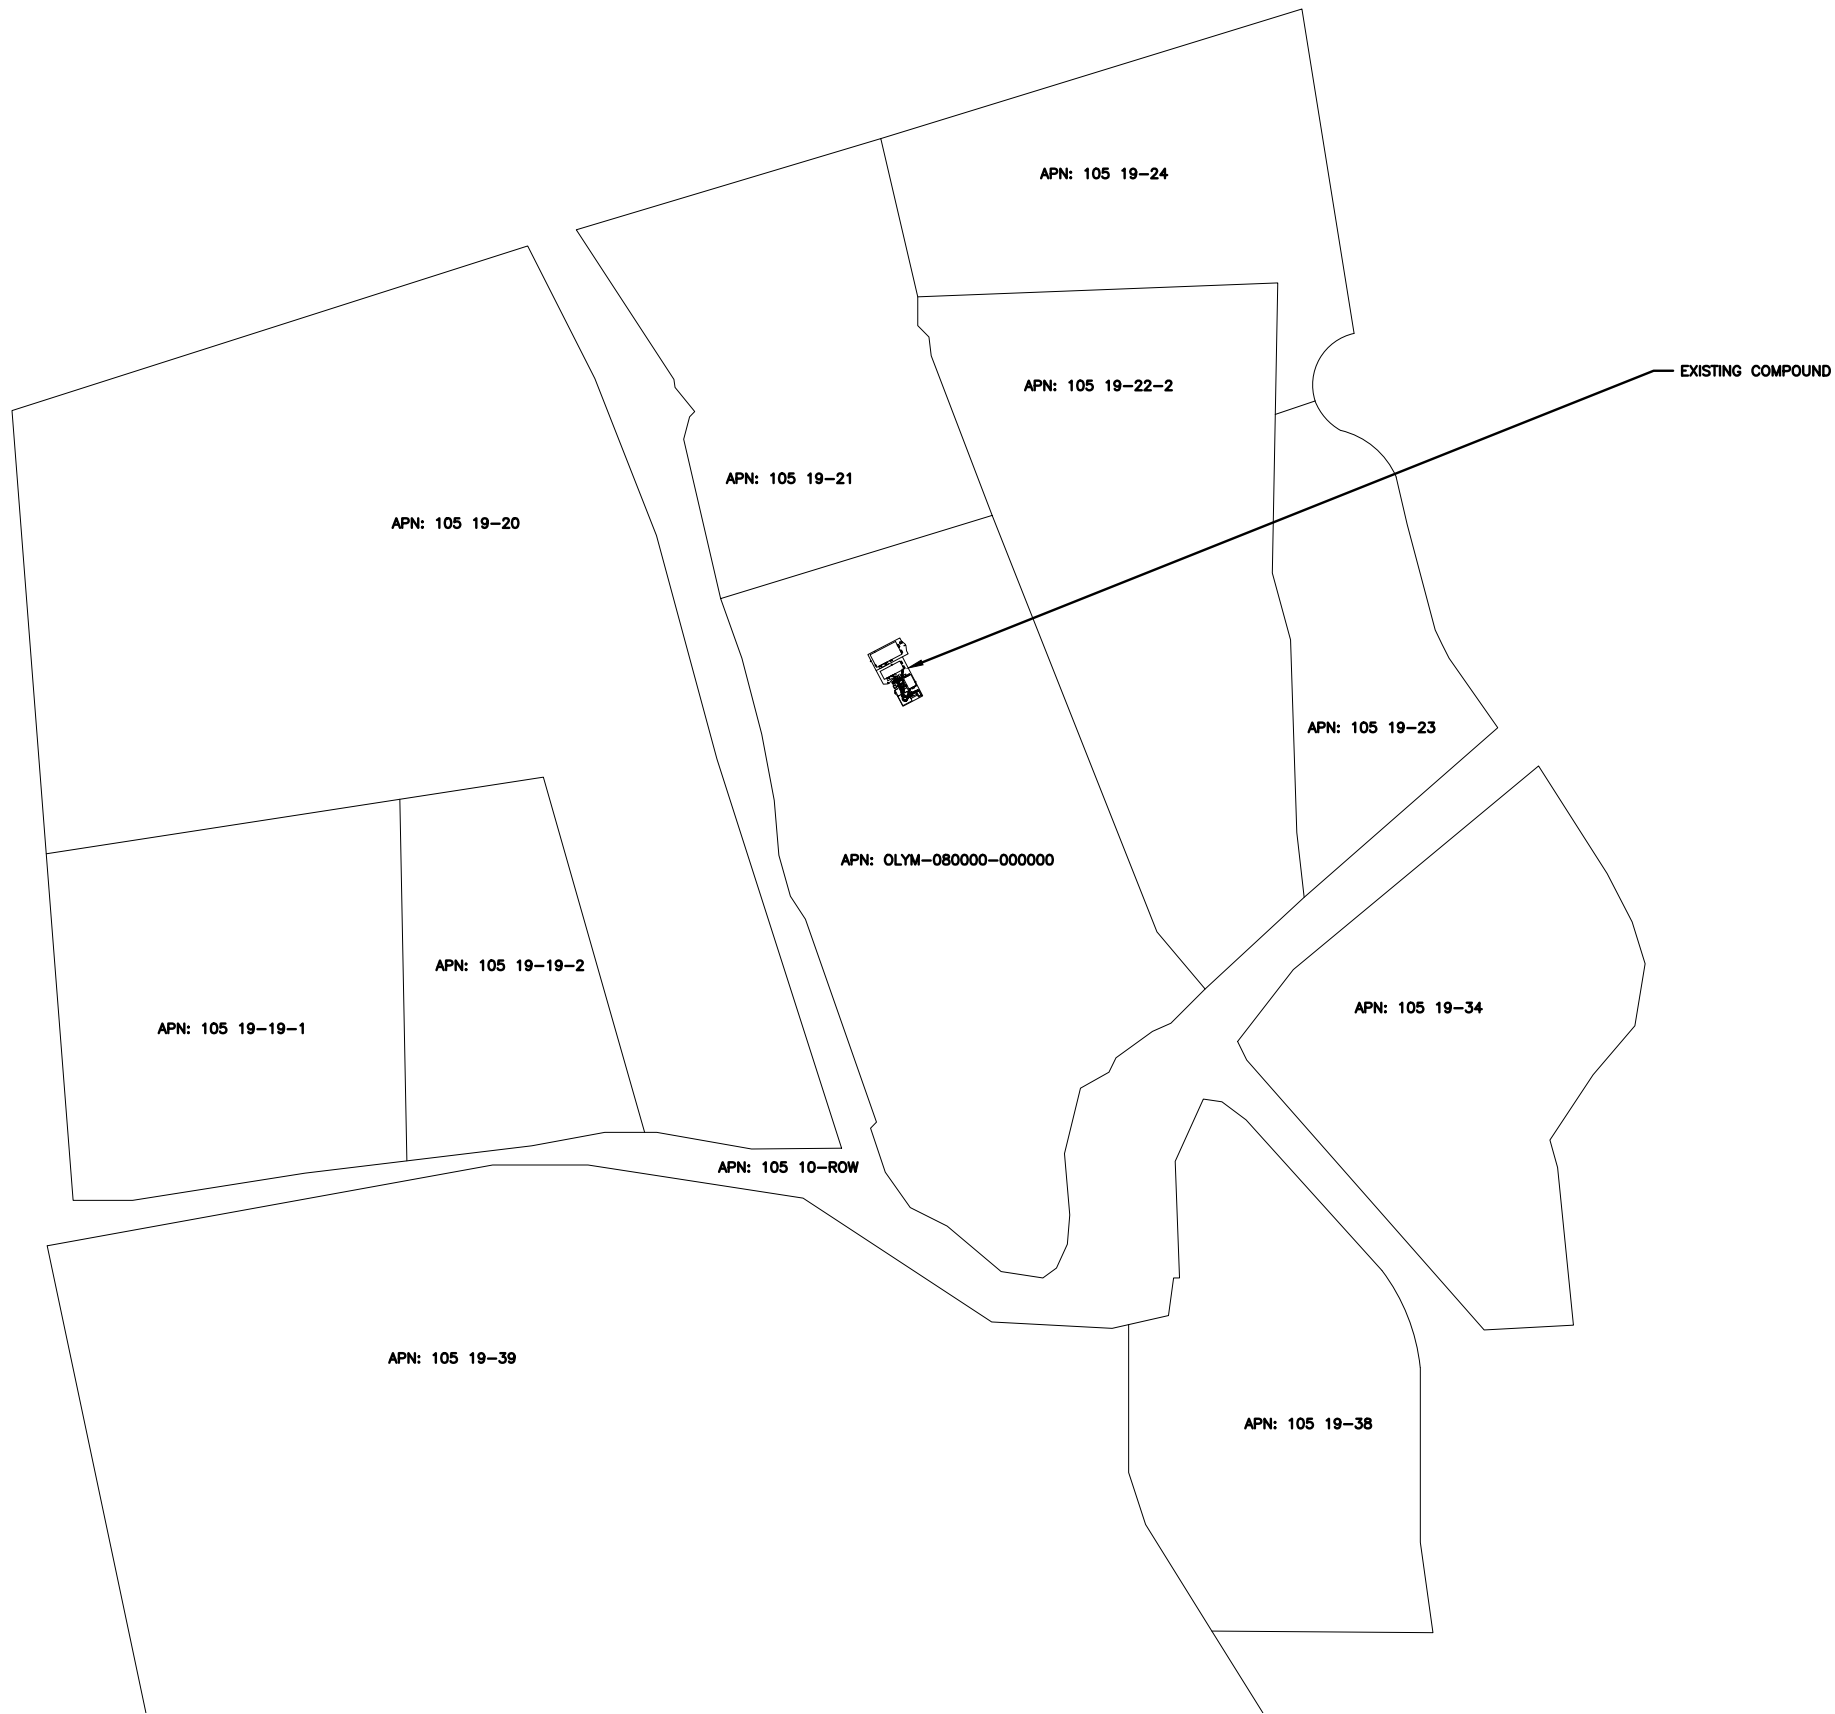 APN: 105 19-24
EXISTING COMPOUND
APN: 105 19-22-2
APN: 105 19-21
APN: 105 19-20
APN: 105 19-23
APN: OLYM-080000-000000
APN: 105 19-19-2
APN: 105 19-34
APN: 105 19-19-1
APN: 105 10-ROW
APN: 105 19-39
APN: 105 19-38